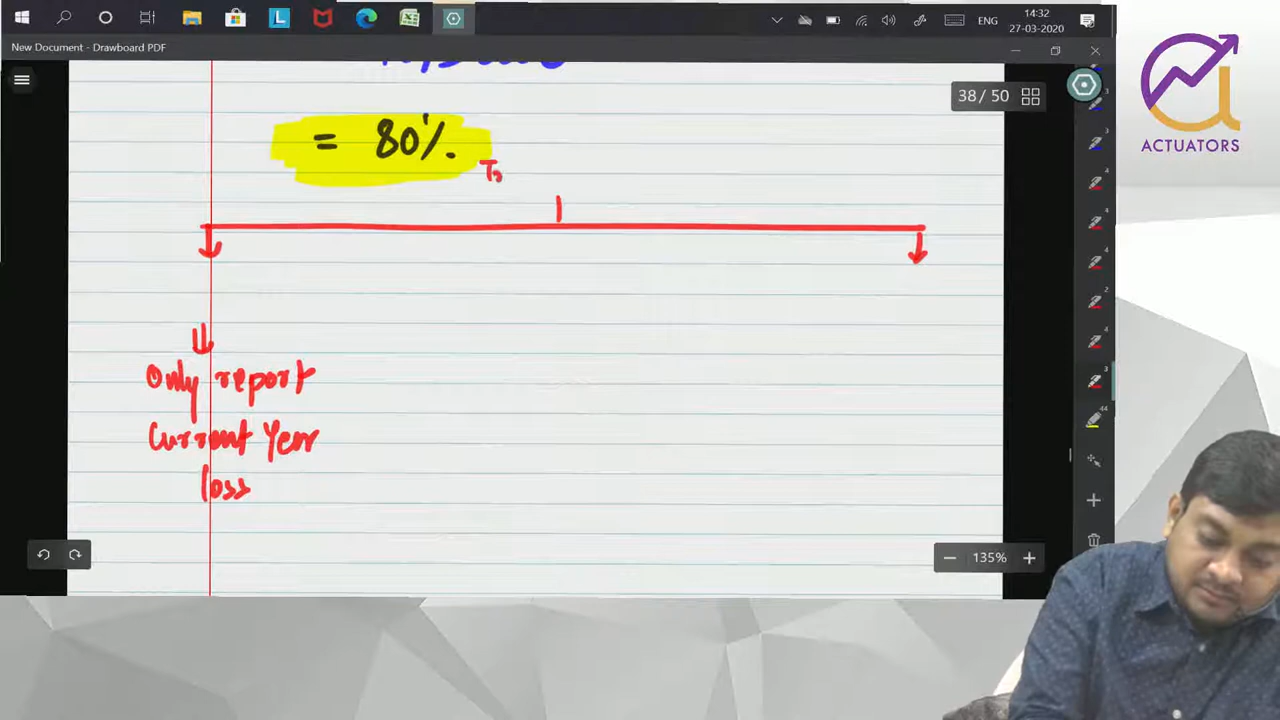 14:32
ENG
27-03-2020
New Document - Drawboard PDF
38 / 50
ACTUATORS
= 80%.
To
Only report
Current Year
loss
135%